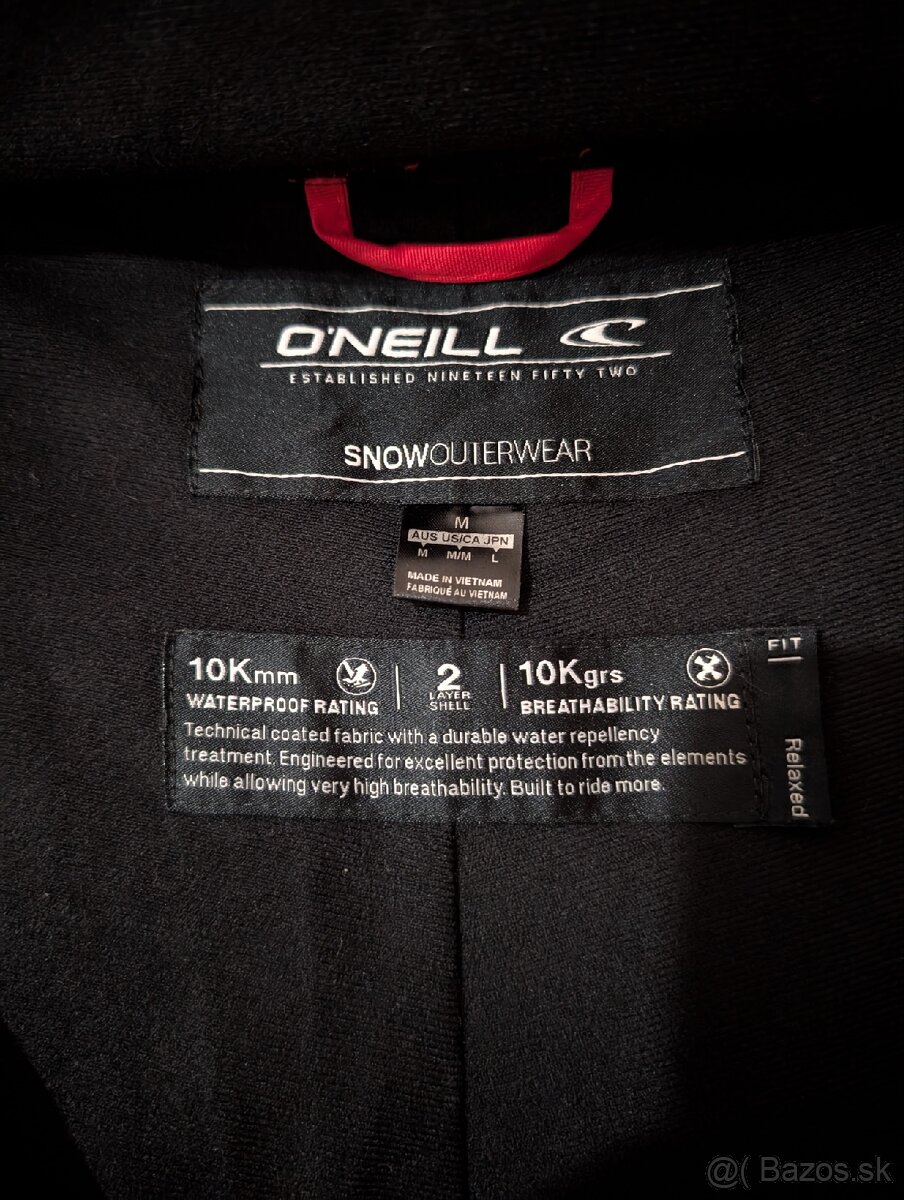 O'NEILL
ESTABLISHED NINETEEN FIFTY TWO
SNOWOUTERWEAR
M
AUS US/CA JPN
M M/M L
MADE IN VIETNAM
FABRIQUÉ AU VIETNAM
10Kmm
WATERPROOF RATING
2
LAYER
SHELL
10Kgrs
BREATHABILITY RATING
Technical coated fabric with a durable water repellency
treatment. Engineered for excellent protection from the elements
while allowing very high breathability. Built to ride more.
FIT
Relaxed
@( Bazos.sk